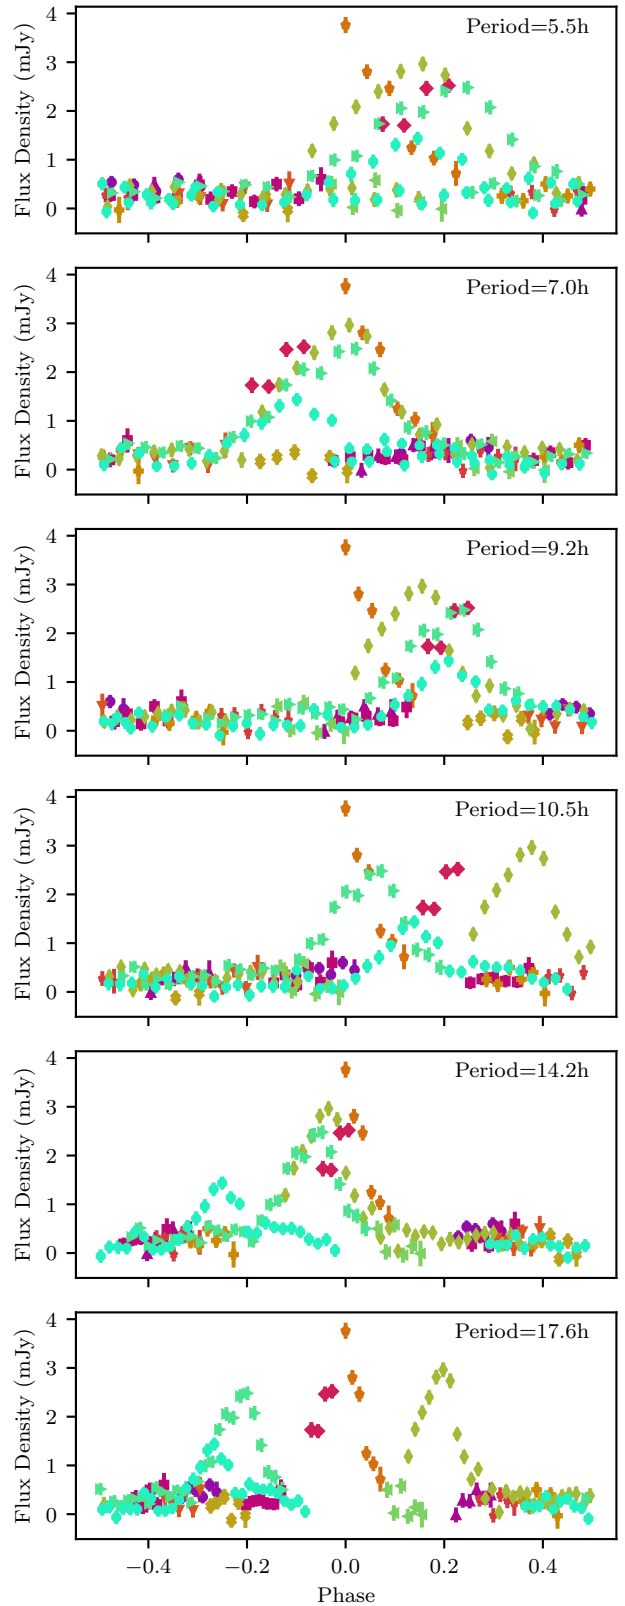 4
Period=5.5h
3
2
1
0
Flux Density (mJy)
4
Period=7.0h
3
2
1
0
Flux Density (mJy)
4
Period=9.2h
3
2
1
0
Flux Density (mJy)
4
Period=10.5h
3
2
1
0
Flux Density (mJy)
4
Period=14.2h
3
2
1
0
Flux Density (mJy)
4
Period=17.6h
3
2
1
0
Flux Density (mJy)
−0.4 −0.2 0.0 0.2 0.4
Phase